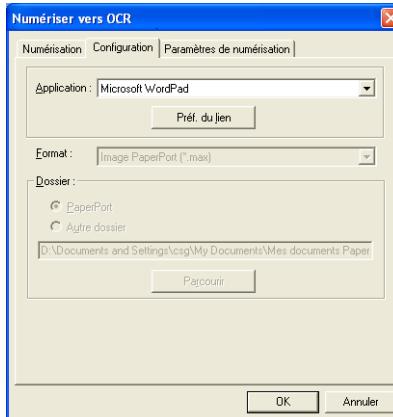 Numériser vers OCR
Numérisation Configuration Paramètres de numérisation
Application : Microsoft WordPad
Préf. du lien
Format : Image PaperPort (*.max)
Dossier :
PaperPort
Autre dossier
D:\Documents and Settings\csg\My Documents\Mes documents Paper
Parcourir
OK Annuler